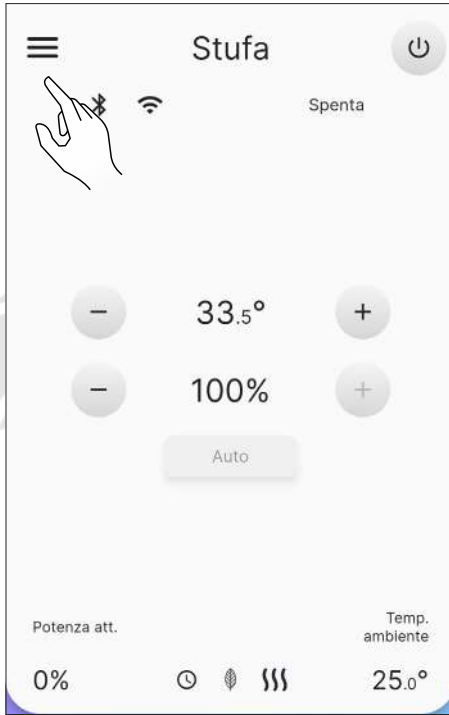 Stufa
Spenta
− 33.5° +
− 100% +
Auto
Potenza att.
Temp.
ambiente
0%
25.0°